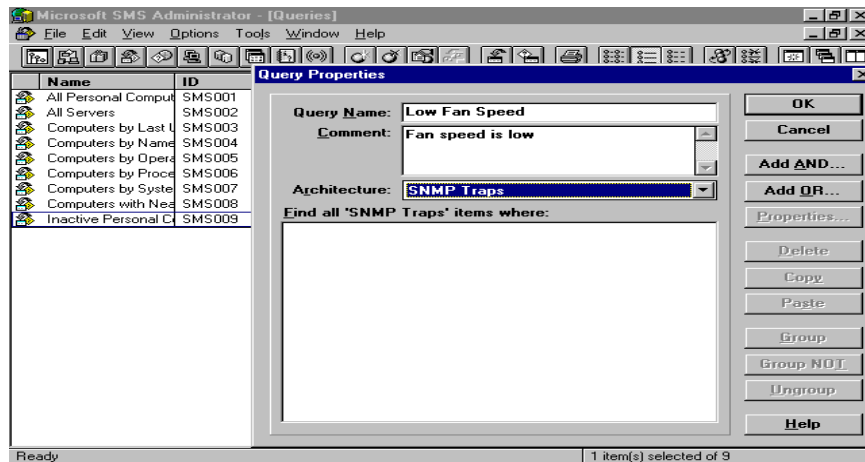 Microsoft SMS Administrator - [Queries]
File Edit View Options Tools Window Help
Query Properties
Name ID
All Personal Comput SMS001
All Servers SMS002
Computers by Last L SMS003
Computers by Name SMS004
Computers by Opera SMS005
Computers by Proce SMS006
Computers by Syste SMS007
Computers with Nea SMS008
Inactive Personal C SMS009
Query Name: Low Fan Speed
Comment: Fan speed is low
Architecture: SNMP Traps
Find all 'SNMP Traps' items where:
OK
Cancel
Add AND...
Add OR...
Properties...
Delete
Copy
Paste
Group
Group NOT
Ungroup
Help
Ready 1 item(s) selected of 9